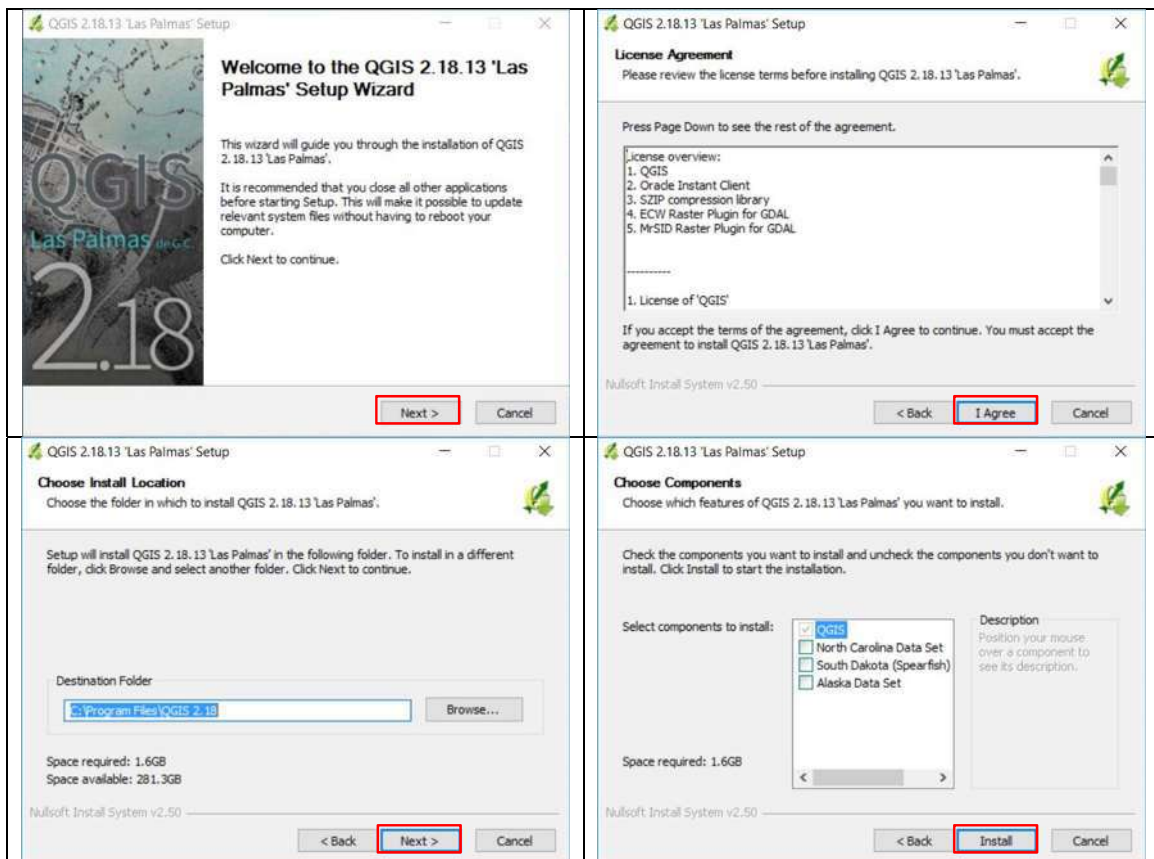 QGIS 2.18.13 'Las Palmas' Setup
QGIS
Las Palmas de G.C.
2.18
Welcome to the QGIS 2.18.13 'Las
Palmas' Setup Wizard
This wizard will guide you through the installation of QGIS
2.18.13 'Las Palmas'.
It is recommended that you close all other applications
before starting Setup. This will make it possible to update
relevant system files without having to reboot your
computer.
Click Next to continue.
Next >
Cancel
QGIS 2.18.13 'Las Palmas' Setup
License Agreement
Please review the license terms before installing QGIS 2.18.13 'Las Palmas'.
Press Page Down to see the rest of the agreement.
License overview:
1. QGIS
2. Oracle Instant Client
3. SZIP compression library
4. ECW Raster Plugin for GDAL
5. MrSID Raster Plugin for GDAL
----------
1. License of 'QGIS'
If you accept the terms of the agreement, click I Agree to continue. You must accept the
agreement to install QGIS 2.18.13 'Las Palmas'.
Nullsoft Install System v2.50
< Back
I Agree
Cancel
QGIS 2.18.13 'Las Palmas' Setup
Choose Install Location
Choose the folder in which to install QGIS 2.18.13 'Las Palmas'.
Setup will install QGIS 2.18.13 'Las Palmas' in the following folder. To install in a different
folder, click Browse and select another folder. Click Next to continue.
Destination Folder
C:\Program Files\QGIS 2.18
Browse...
Space required: 1.6GB
Space available: 281.3GB
Nullsoft Install System v2.50
< Back
Next >
Cancel
QGIS 2.18.13 'Las Palmas' Setup
Choose Components
Choose which features of QGIS 2.18.13 'Las Palmas' you want to install.
Check the components you want to install and uncheck the components you don't want to
install. Click Install to start the installation.
Select components to install:
QGIS
North Carolina Data Set
South Dakota (Spearfish)
Alaska Data Set
Description
Position your mouse
over a component to
see its description.
Space required: 1.6GB
Nullsoft Install System v2.50
< Back
Install
Cancel